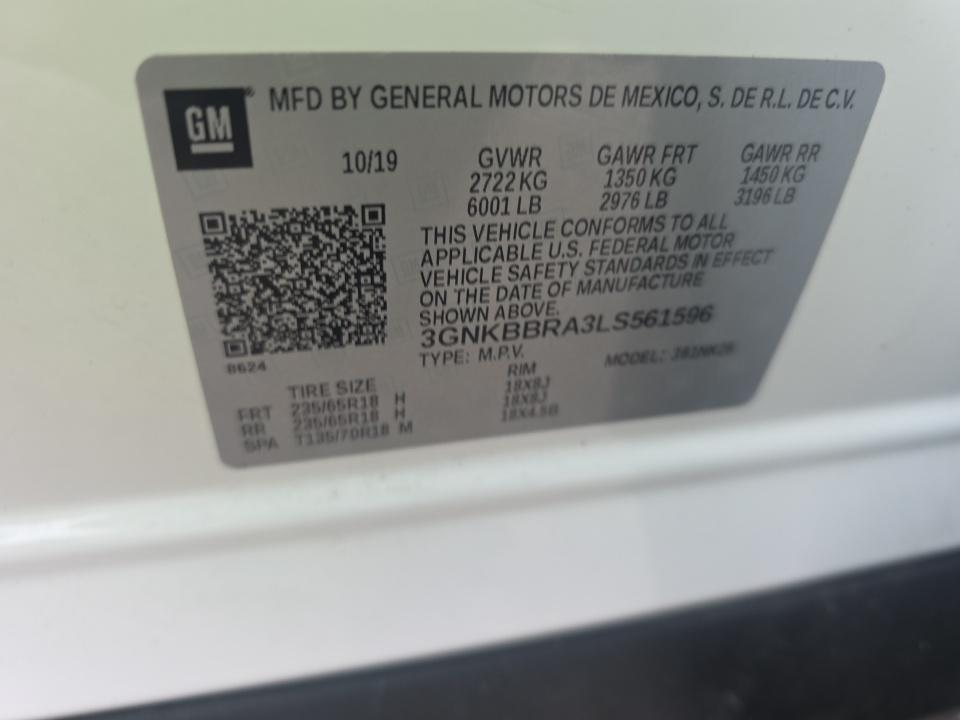 GM
MFD BY GENERAL MOTORS DE MEXICO, S. DE R.L. DE C.V.
10/19 GVWR GAWR FRT GAWR RR
2722 KG 1350 KG 1450 KG
6001 LB 2976 LB 3196 LB
THIS VEHICLE CONFORMS TO ALL
APPLICABLE U.S. FEDERAL MOTOR
VEHICLE SAFETY STANDARDS IN EFFECT
ON THE DATE OF MANUFACTURE
SHOWN ABOVE.
3GNKBBRA3LS561596
TYPE: M.P.V. MODEL:
8624
TIRE SIZE RIM
FRT 235/65R18 H 18X8J
RR 235/65R18 H 18X8J
SPA T135/70R18 M 18X4.5B